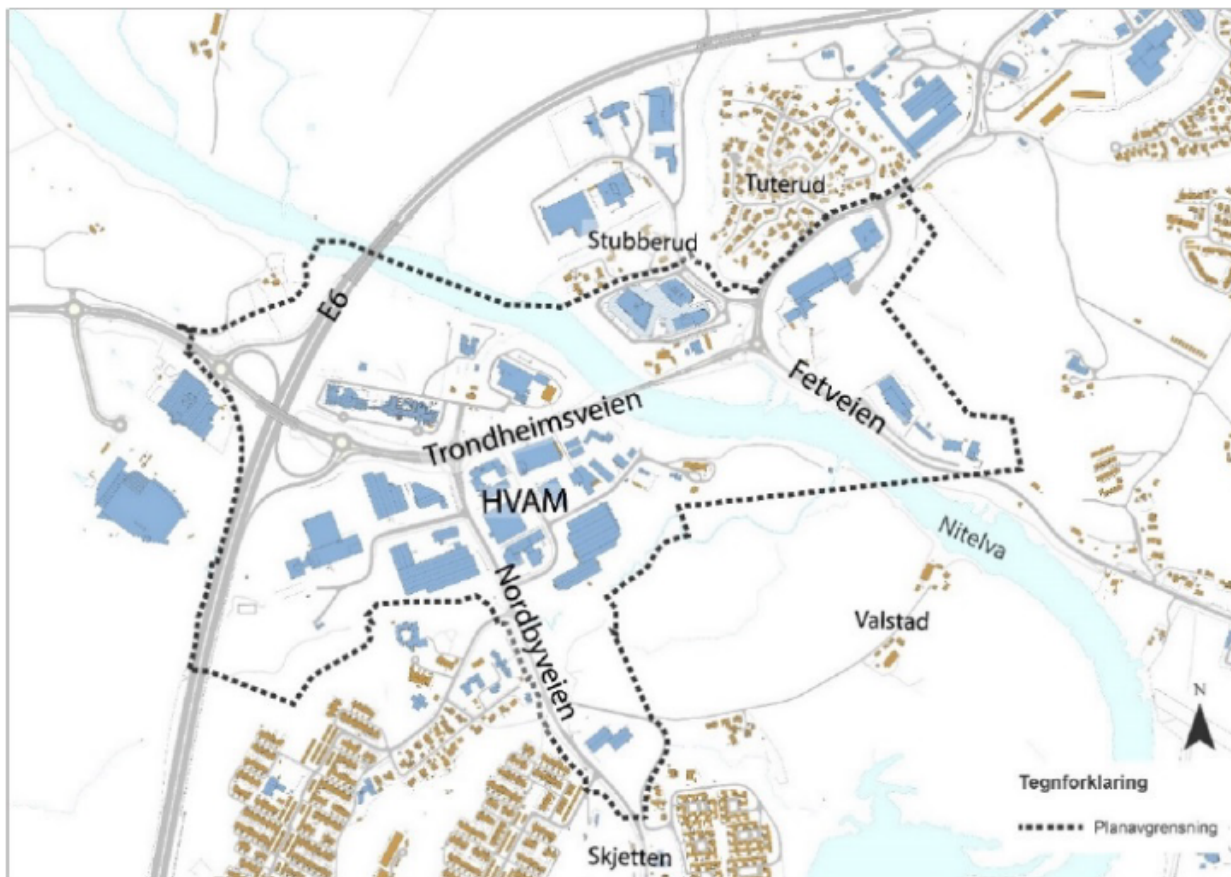 Tuterud
Stubberud
E6
Fetveien
Trondheimsveien
HVAM
Nitelva
Nordbyveien
Valstad
N
Tegnforklaring
Planavgrensning
Skjetten